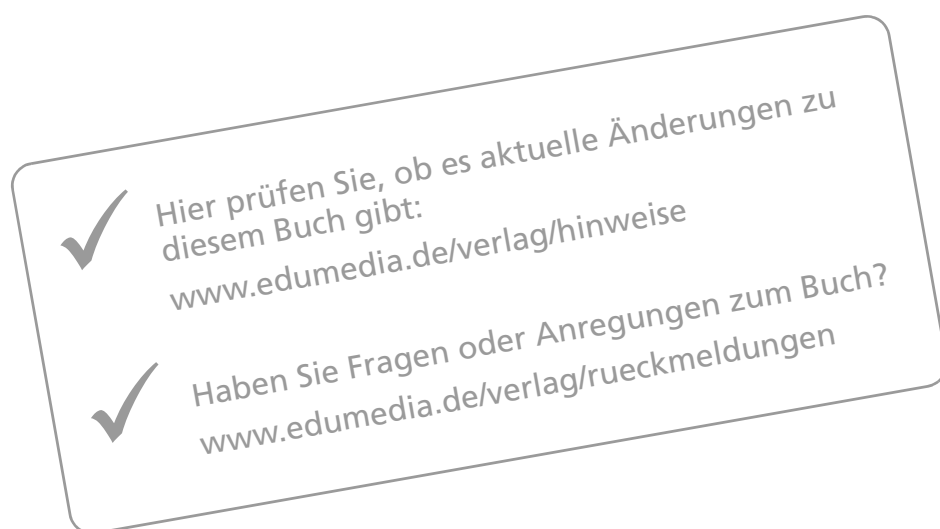 Hier prüfen Sie, ob es aktuelle Änderungen zu
diesem Buch gibt:
www.edumedia.de/verlag/hinweise
Haben Sie Fragen oder Anregungen zum Buch?
www.edumedia.de/verlag/rueckmeldungen